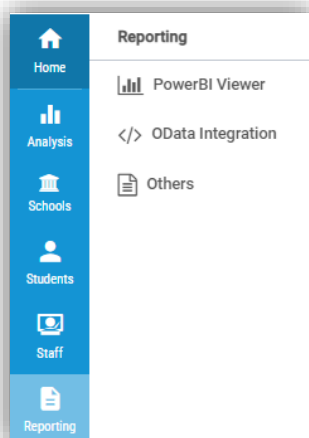 Home
Analysis
Schools
Students
Staff
Reporting
Reporting
PowerBI Viewer
OData Integration
Others